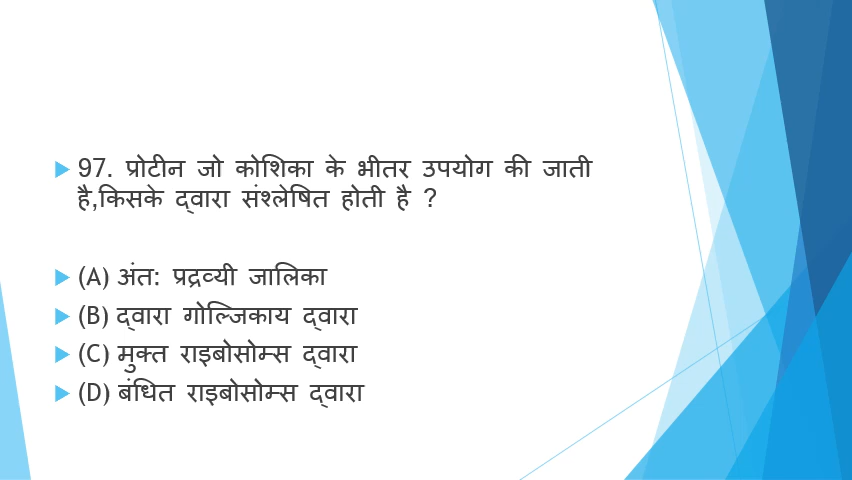 97. प्रोटीन जो कोशिका के भीतर उपयोग की जाती
है,किसके द्वारा संश्लेषित होती है ?
(A) अंत: प्रद्रव्यी जालिका
(B) द्वारा गोल्जिकाय द्वारा
(C) मुक्त राइबोसोम्स द्वारा
(D) बंधित राइबोसोम्स द्वारा